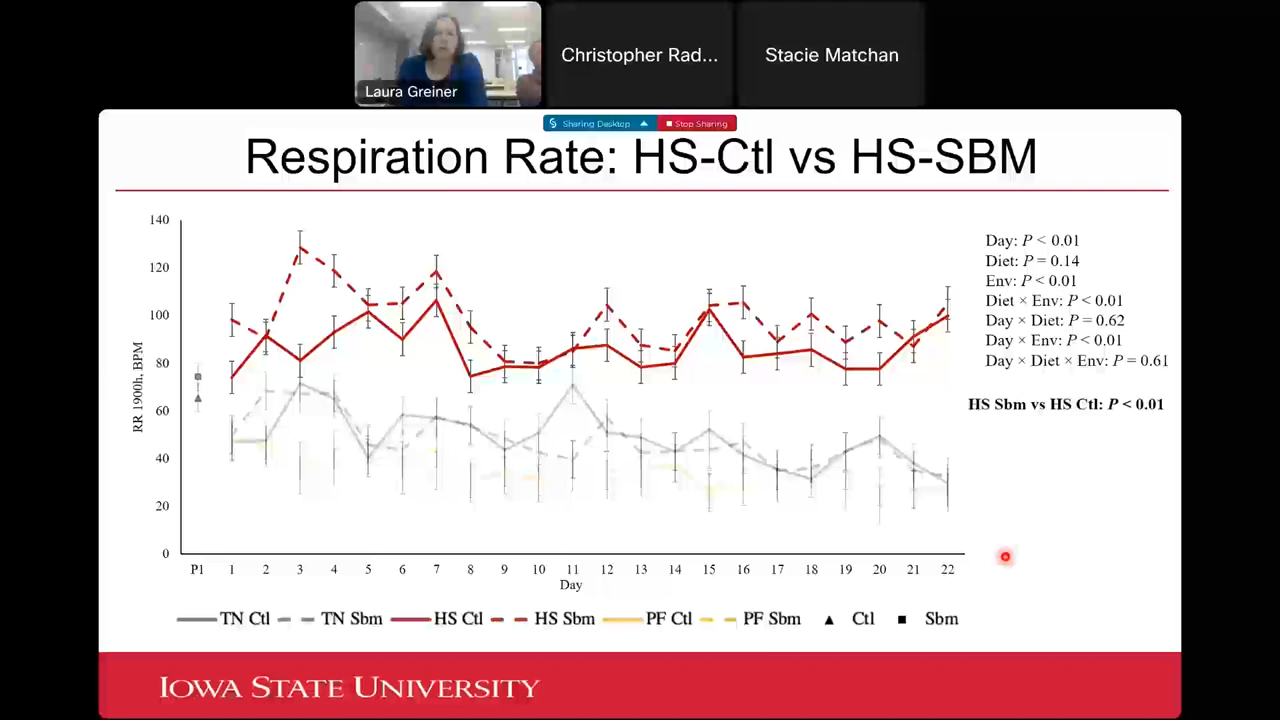 Laura Greiner
Christopher Rad...
Stacie Matchan
Sharing Desktop
Stop Sharing
Respiration Rate: HS-Ctl vs HS-SBM
140
120
100
80
60
40
20
0
RR 1900h, BPM
P1 1 2 3 4 5 6 7 8 9 10 11 12 13 14 15 16 17 18 19 20 21 22
Day
Day: P < 0.01
Diet: P = 0.14
Env: P < 0.01
Diet × Env: P < 0.01
Day × Diet: P = 0.62
Day × Env: P < 0.01
Day × Diet × Env: P = 0.61
HS Sbm vs HS Ctl: P < 0.01
TN Ctl TN Sbm HS Ctl HS Sbm PF Ctl PF Sbm Ctl Sbm
IOWA STATE UNIVERSITY